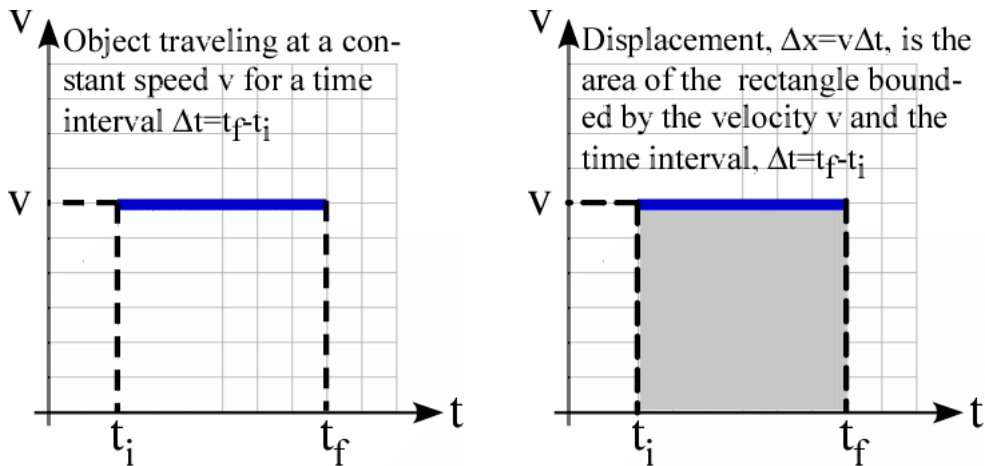 v
Object traveling at a con-
stant speed v for a time
interval Δt=tf-ti
v
t
ti
tf
v
Displacement, Δx=vΔt, is the
area of the rectangle bound-
ed by the velocity v and the
time interval, Δt=tf-ti
v
t
ti
tf